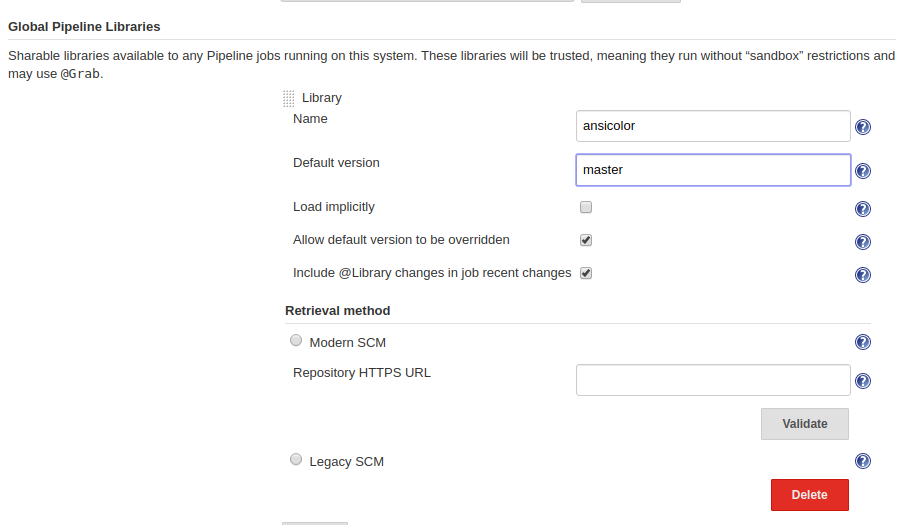 Global Pipeline Libraries
Sharable libraries available to any Pipeline jobs running on this system. These libraries will be trusted, meaning they run without “sandbox” restrictions and
may use @Grab.
Library
Name
ansicolor
?
Default version
master
?
Load implicitly
?
Allow default version to be overridden
?
Include @Library changes in job recent changes
?
Retrieval method
Modern SCM
?
Repository HTTPS URL
?
Validate
Legacy SCM
?
Delete